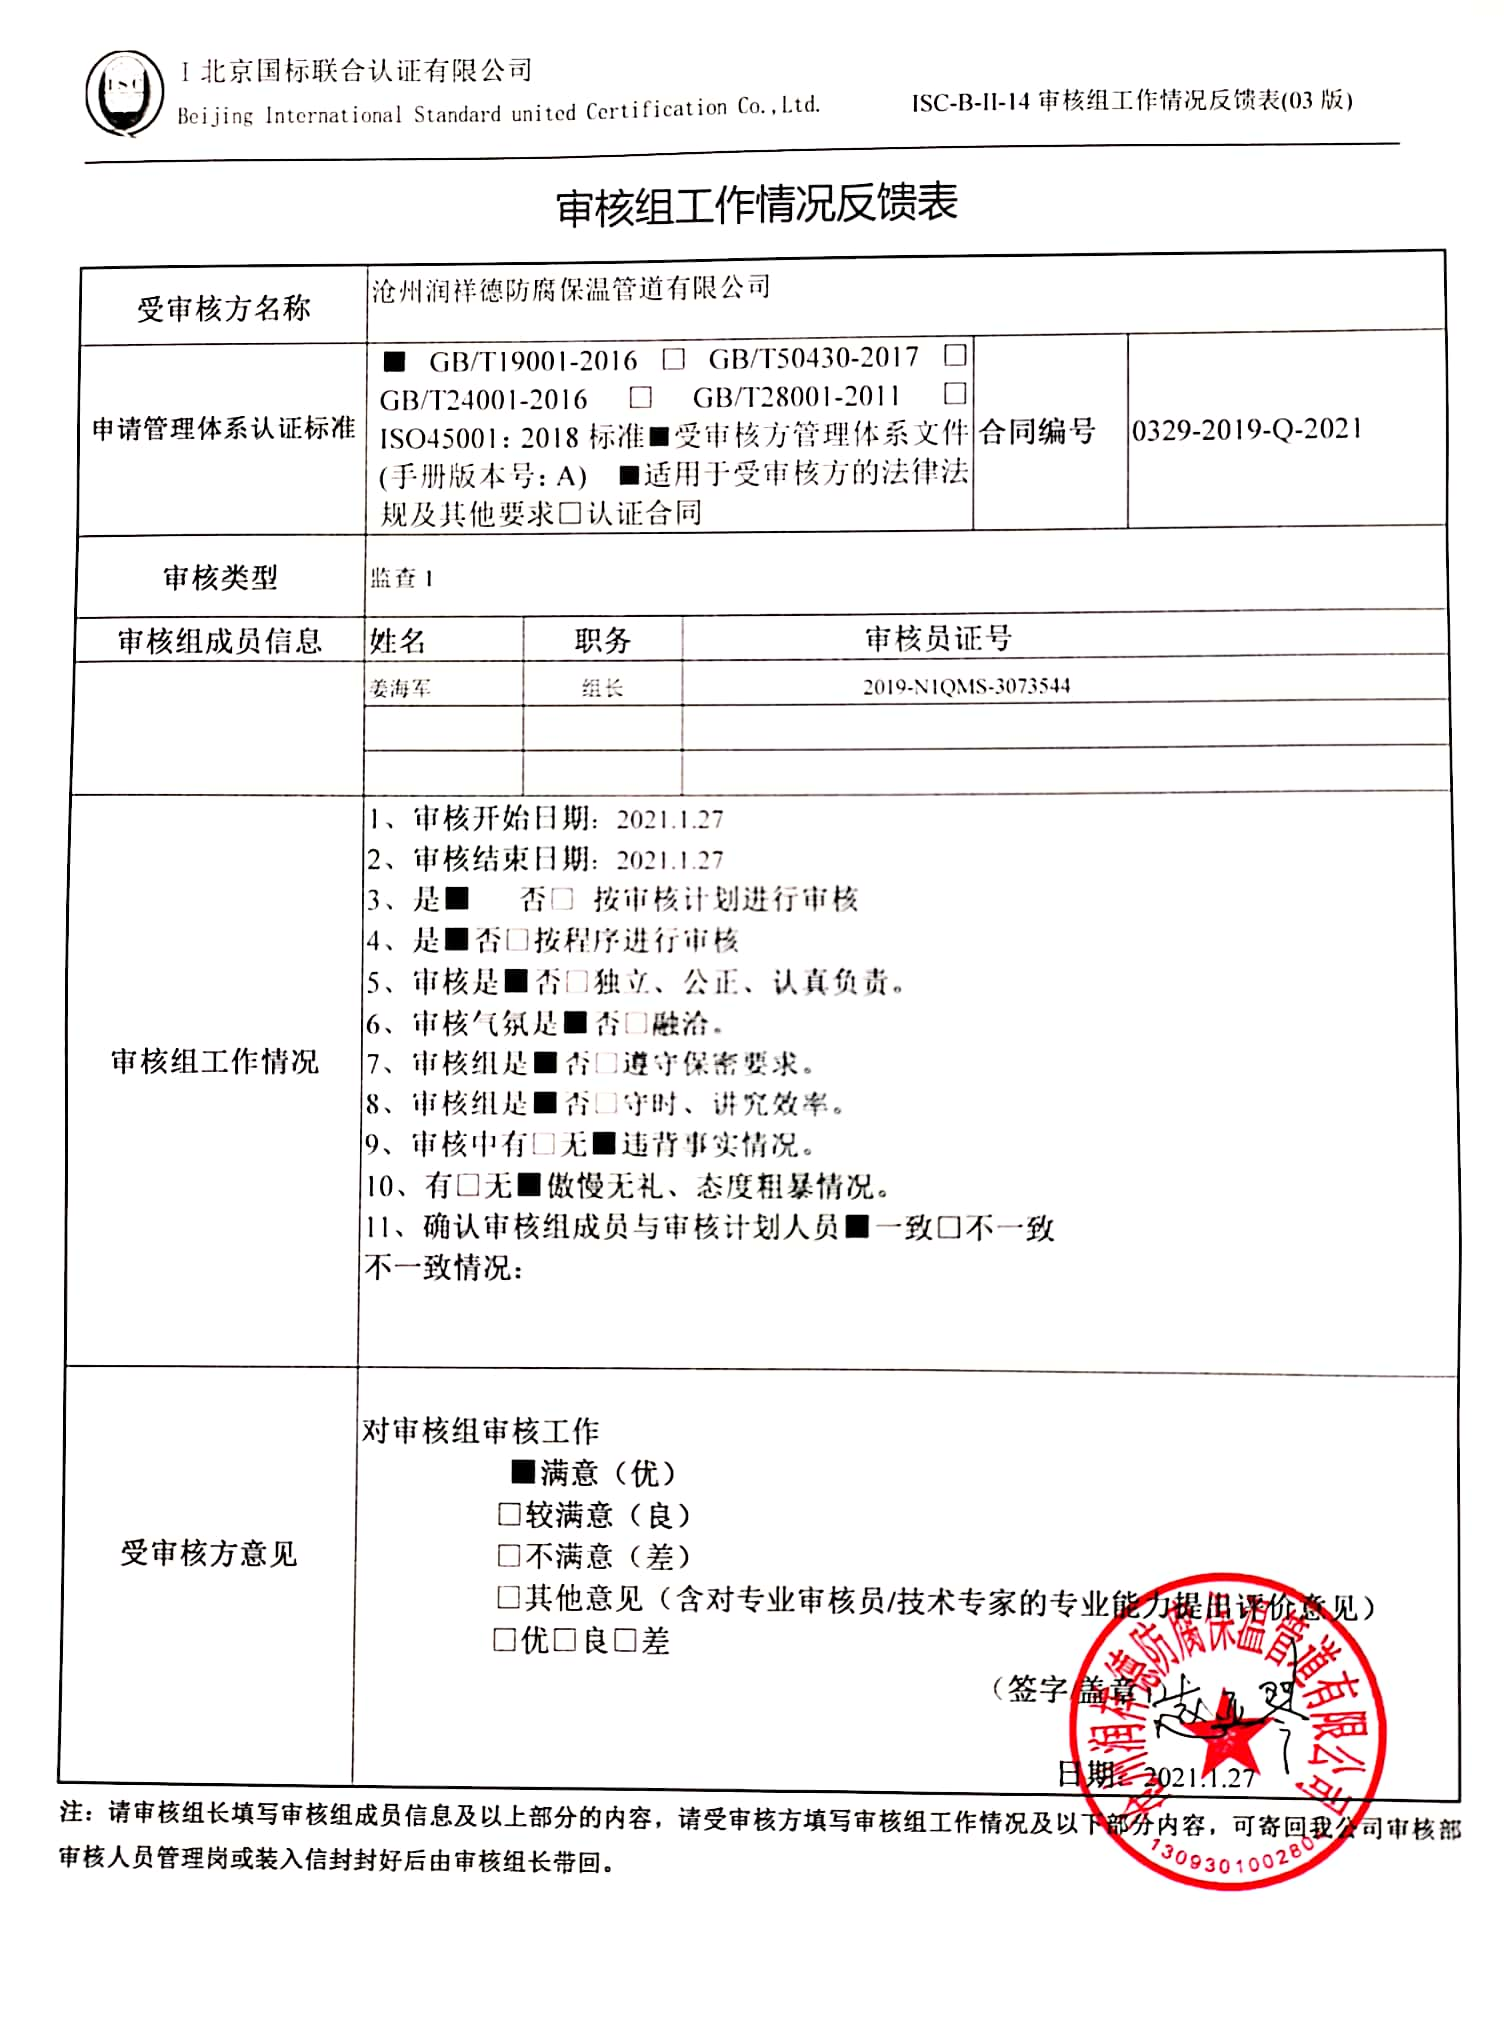 ISC
I 北京国标联合认证有限公司
Beijing International Standard united Certification Co.,Ltd.
ISC-B-II-14 审核组工作情况反馈表(03 版)
审核组工作情况反馈表
受审核方名称
沧州润祥德防腐保温管道有限公司
申请管理体系认证标准
■ GB/T19001-2016 □ GB/T50430-2017 □
GB/T24001-2016 □ GB/T28001-2011 □
ISO45001: 2018 标准■受审核方管理体系文件
(手册版本号: A) ■适用于受审核方的法律法
规及其他要求□认证合同
合同编号
0329-2019-Q-2021
审核类型
监查 1
审核组成员信息
姓名 职务 审核员证号
姜海军 组长 2019-N1QMS-3073544
审核组工作情况
1、审核开始日期: 2021.1.27
2、审核结束日期: 2021.1.27
3、是■ 否□ 按审核计划进行审核
4、是■否□按程序进行审核
5、审核是■否□独立、公正、认真负责。
6、审核气氛是■否□融洽。
7、审核组是■否□遵守保密要求。
8、审核组是■否□守时、讲究效率。
9、审核中有□无■违背事实情况。
10、有□无■傲慢无礼、态度粗暴情况。
11、确认审核组成员与审核计划人员■一致□不一致
不一致情况:
受审核方意见
对审核组审核工作
■满意（优）
□较满意（良）
□不满意（差）
□其他意见（含对专业审核员/技术专家的专业能力提出评价意见）
□优□良□差
（签字/盖章）
日期: 2021.1.27
沧州润祥德防腐保温管道有限公司
注: 请审核组长填写审核组成员信息及以上部分的内容，请受审核方填写审核组工作情况及以下部分内容，可寄回我公司审核部
审核人员管理岗或装入信封封好后由审核组长带回。